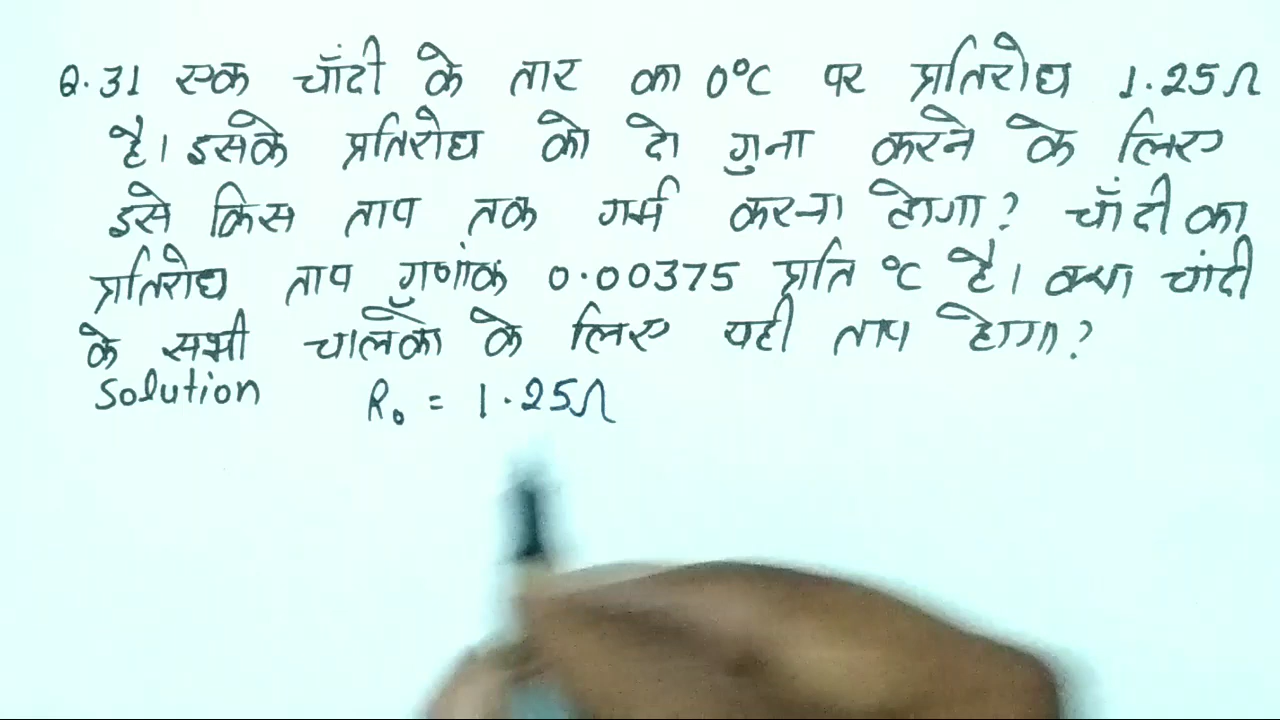 Q.31 एक चाँदी के तार का 0°C पर प्रतिरोध 1.25Ω
है। इसके प्रतिरोध को दो गुना करने के लिए
इसे किस ताप तक गर्म करना होगा? चाँदी का
प्रतिरोध ताप गुणांक 0.00375 प्रति °C है। क्या चांदी
के सभी चालकों के लिए यही ताप होगा?
Solution R₀ = 1.25Ω